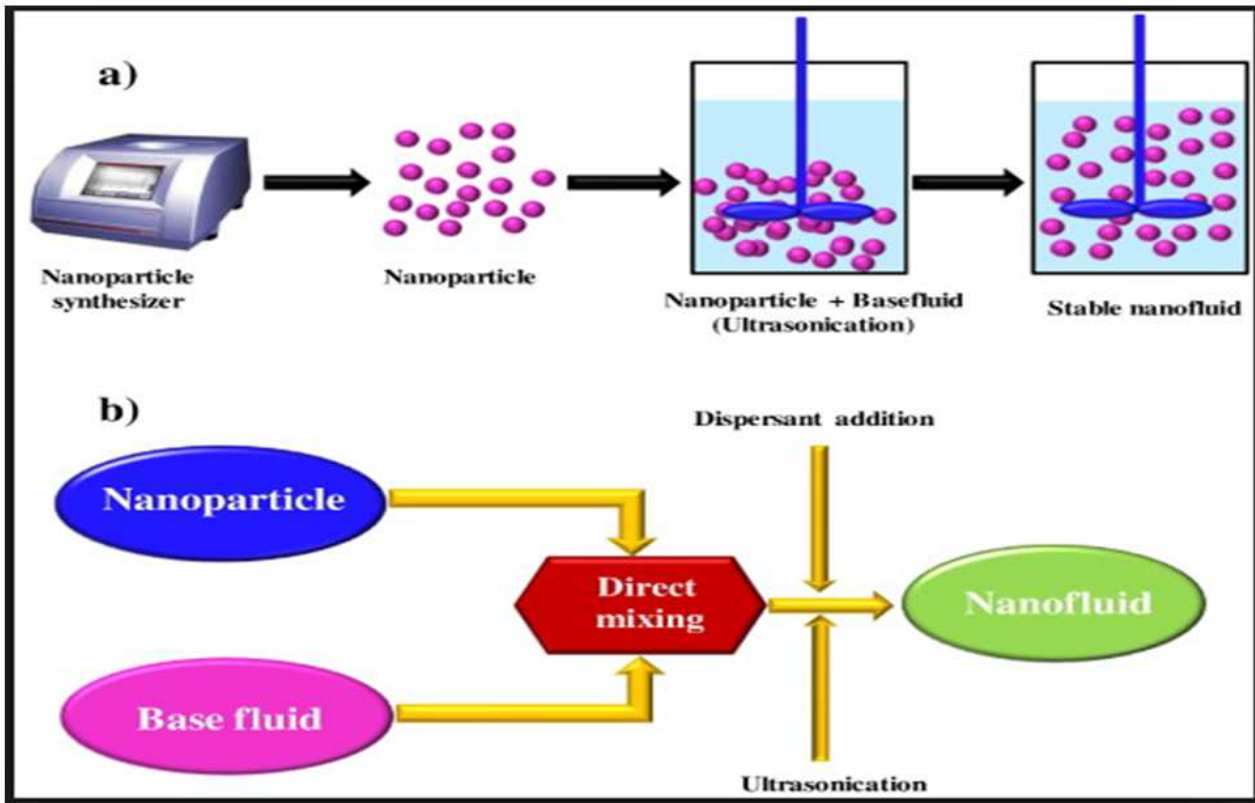 a)
Nanoparticle
synthesizer
Nanoparticle
Nanoparticle + Basefluid
(Ultrasonication)
Stable nanofluid
b)
Dispersant addition
Nanoparticle
Direct
mixing
Nanofluid
Base fluid
Ultrasonication